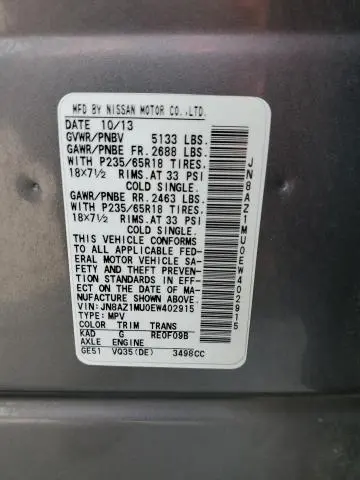 MFD BY NISSAN MOTOR CO.,LTD.
DATE 10/13
GVWR/PNBV 5133 LBS.
GAWR/PNBE FR. 2688 LBS.
WITH P235/65R18 TIRES.
18X7½ RIMS.AT 33 PSI
COLD SINGLE.
GAWR/PNBE RR. 2463 LBS.
WITH P235/65R18 TIRES.
18X7½ RIMS.AT 33 PSI
COLD SINGLE.
THIS VEHICLE CONFORMS
TO ALL APPLICABLE FED-
ERAL MOTOR VEHICLE SA-
FETY AND THEFT PREVEN-
TION STANDARDS IN EFF-
ECT ON THE DATE OF MA-
NUFACTURE SHOWN ABOVE.
VIN: JN8AZ1MU0EW402915
TYPE: MPV
COLOR TRIM TRANS
KAD G RE0F09B
AXLE ENGINE
GE51 VQ35(DE) 3498CC
JN8AZ1MU0EW402915